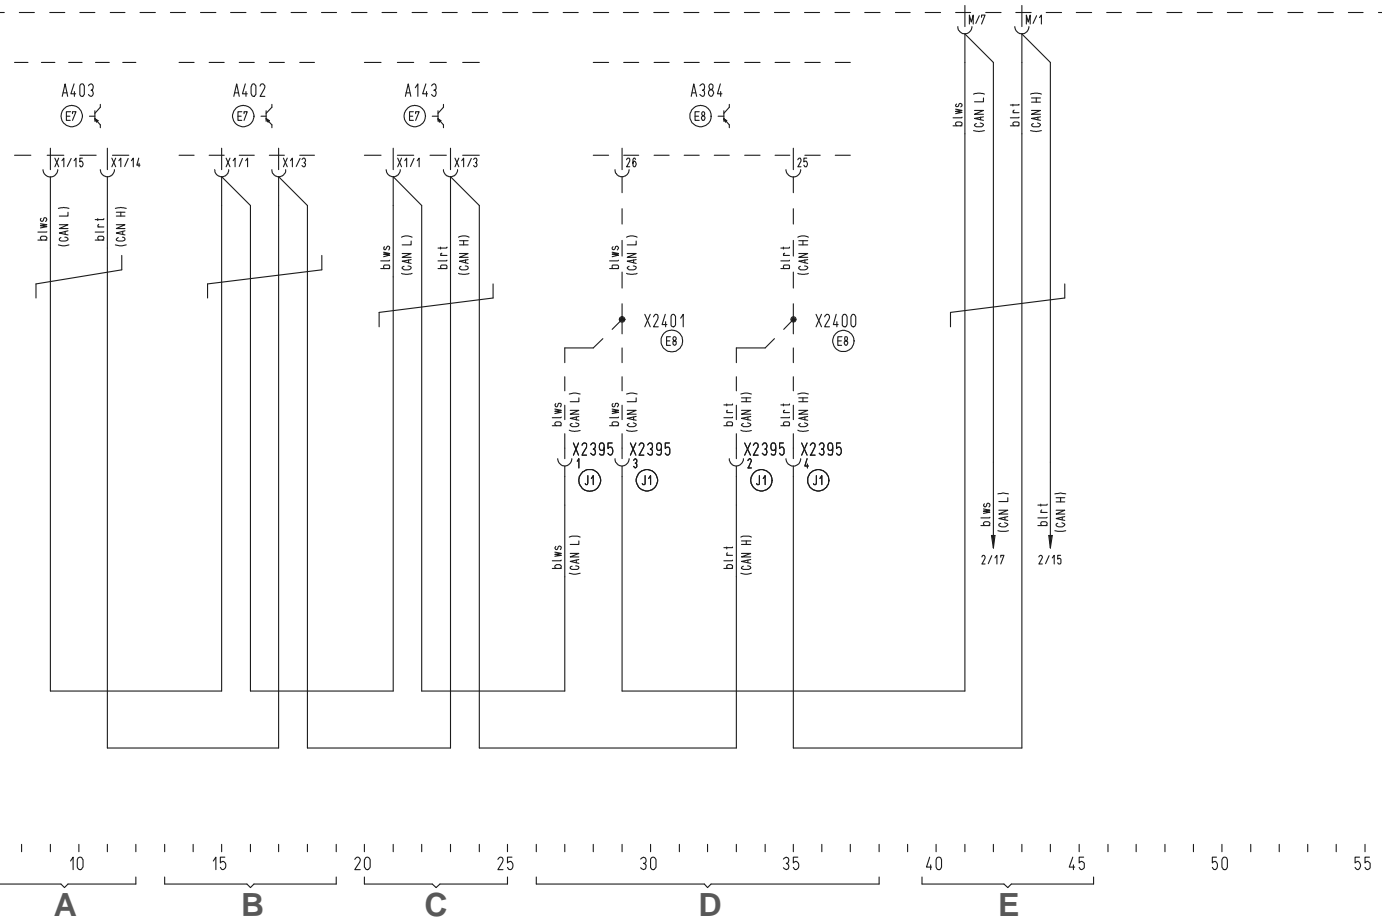 M/7 M/1
A403 A402 A143 A384
E7 E7 E7 E8
blws
(CAN L)
blrt
(CAN H)
X1/15 X1/14 X1/1 X1/3 X1/1 X1/3 26 25
blws
(CAN L)
blrt
(CAN H)
blws
(CAN L)
blrt
(CAN H)
blws
(CAN L)
blrt
(CAN H)
X2401 X2400
E8 E8
blws
(CAN L)
blws
(CAN L)
blrt
(CAN H)
blrt
(CAN H)
X2395 X2395 X2395 X2395
1 3 2 4
J1 J1 J1 J1
blws
(CAN L)
blrt
(CAN H)
blws
(CAN L)
blrt
(CAN H)
2/17 2/15
10 15 20 25 30 35 40 45 50 55
A B C D E